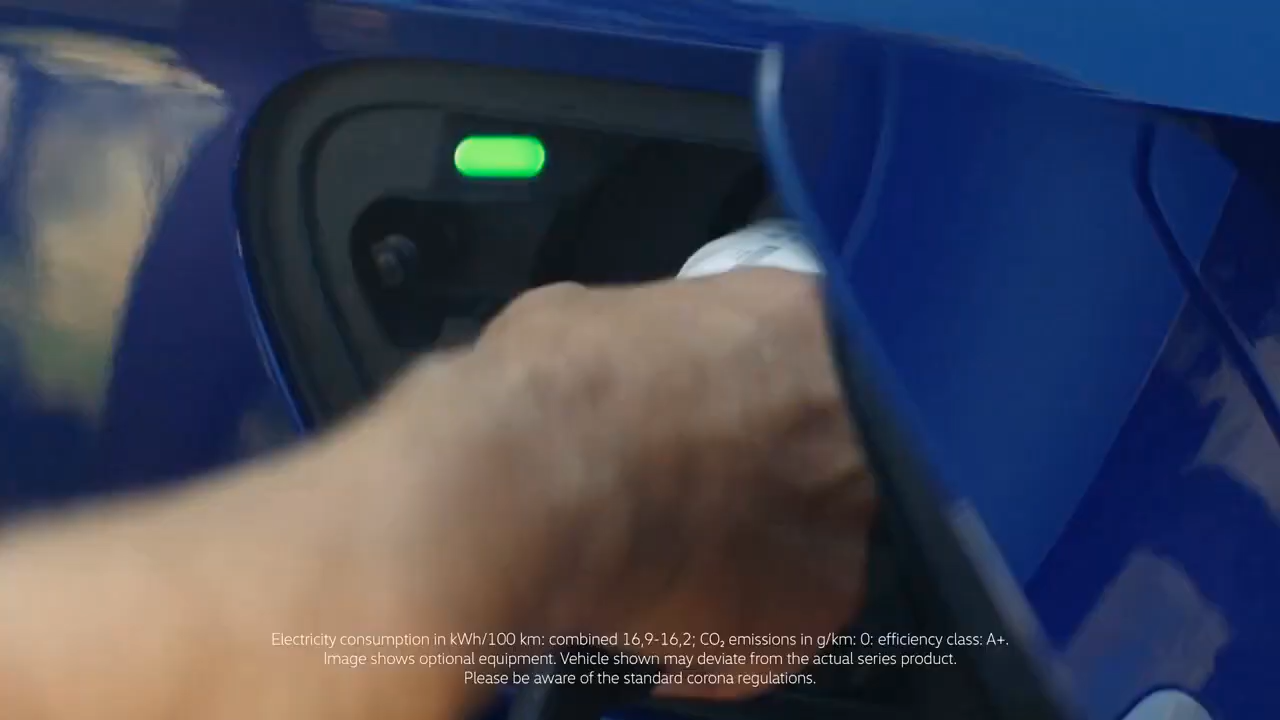 Electricity consumption in kWh/100 km: combined 16,9-16,2; CO₂ emissions in g/km: 0: efficiency class: A+.
Image shows optional equipment. Vehicle shown may deviate from the actual series product.
Please be aware of the standard corona regulations.